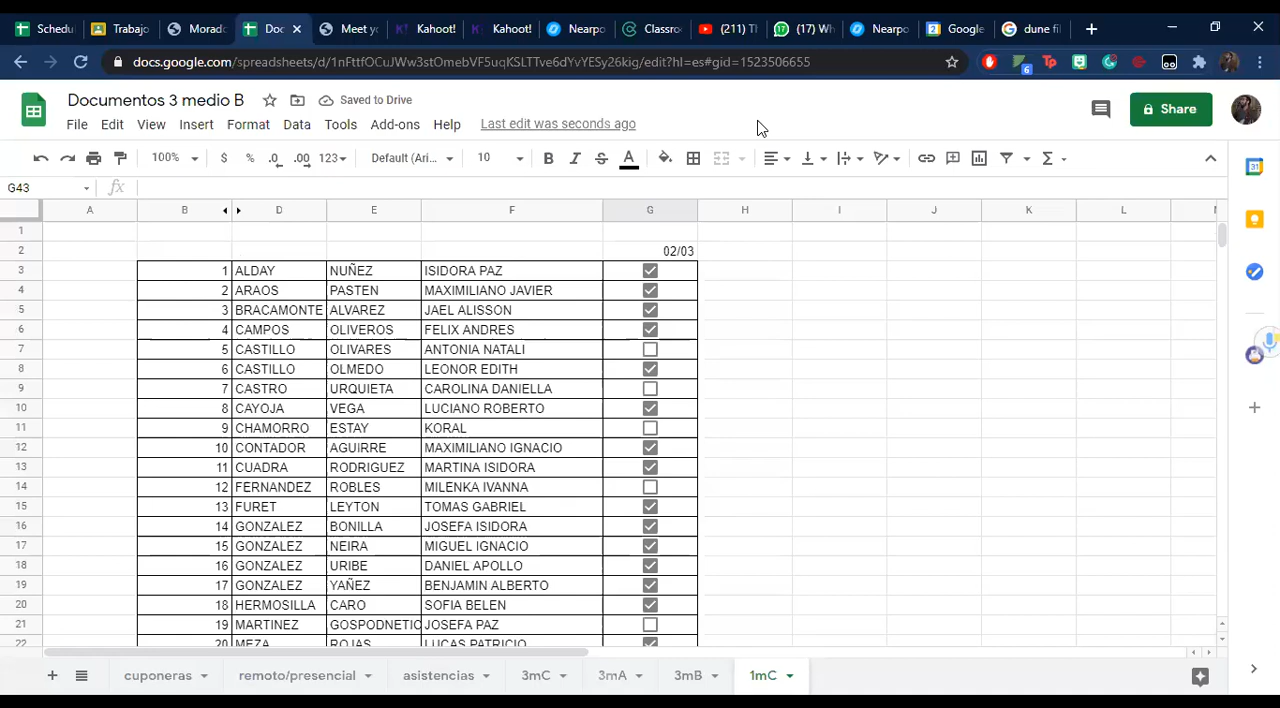 Schedu Trabajo Morad Doc Meet y Kahoot! Kahoot! Nearpo Classro (211) T (17) Wh Nearpo Google dune fi
docs.google.com/spreadsheets/d/1nFttfOCuJWw3stOmebVF5uqKSLTTve6dYvYESy26kig/edit?hl=es#gid=1523506655
Documentos 3 medio B Saved to Drive Share
File Edit View Insert Format Data Tools Add-ons Help Last edit was seconds ago
100% $ % .0 .00 123 Default (Ari... 10 B I S A Σ
G43 fx
A B D E F G H I J K L
1
2 02/03
3 1 ALDAY NUÑEZ ISIDORA PAZ
4 2 ARAOS PASTEN MAXIMILIANO JAVIER
5 3 BRACAMONTE ALVAREZ JAEL ALISSON
6 4 CAMPOS OLIVEROS FELIX ANDRES
7 5 CASTILLO OLIVARES ANTONIA NATALI
8 6 CASTILLO OLMEDO LEONOR EDITH
9 7 CASTRO URQUIETA CAROLINA DANIELLA
10 8 CAYOJA VEGA LUCIANO ROBERTO
11 9 CHAMORRO ESTAY KORAL
12 10 CONTADOR AGUIRRE MAXIMILIANO IGNACIO
13 11 CUADRA RODRIGUEZ MARTINA ISIDORA
14 12 FERNANDEZ ROBLES MILENKA IVANNA
15 13 FURET LEYTON TOMAS GABRIEL
16 14 GONZALEZ BONILLA JOSEFA ISIDORA
17 15 GONZALEZ NEIRA MIGUEL IGNACIO
18 16 GONZALEZ URIBE DANIEL APOLLO
19 17 GONZALEZ YAÑEZ BENJAMIN ALBERTO
20 18 HERMOSILLA CARO SOFIA BELEN
21 19 MARTINEZ GOSPODNETIC JOSEFA PAZ
22 20 MEZA ROJAS LUCAS PATRICIO
cuponeras remoto/presencial asistencias 3mC 3mA 3mB 1mC